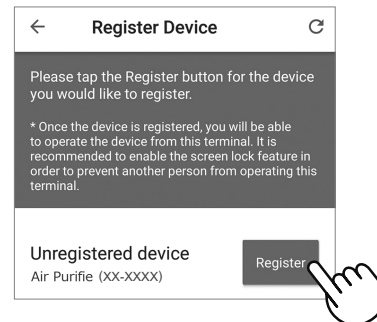 Register Device
Please tap the Register button for the device
you would like to register.
* Once the device is registered, you will be able
to operate the device from this terminal. It is
recommended to enable the screen lock feature in
order to prevent another person from operating this
terminal.
Unregistered device
Register
Air Purifie (XX-XXXX)